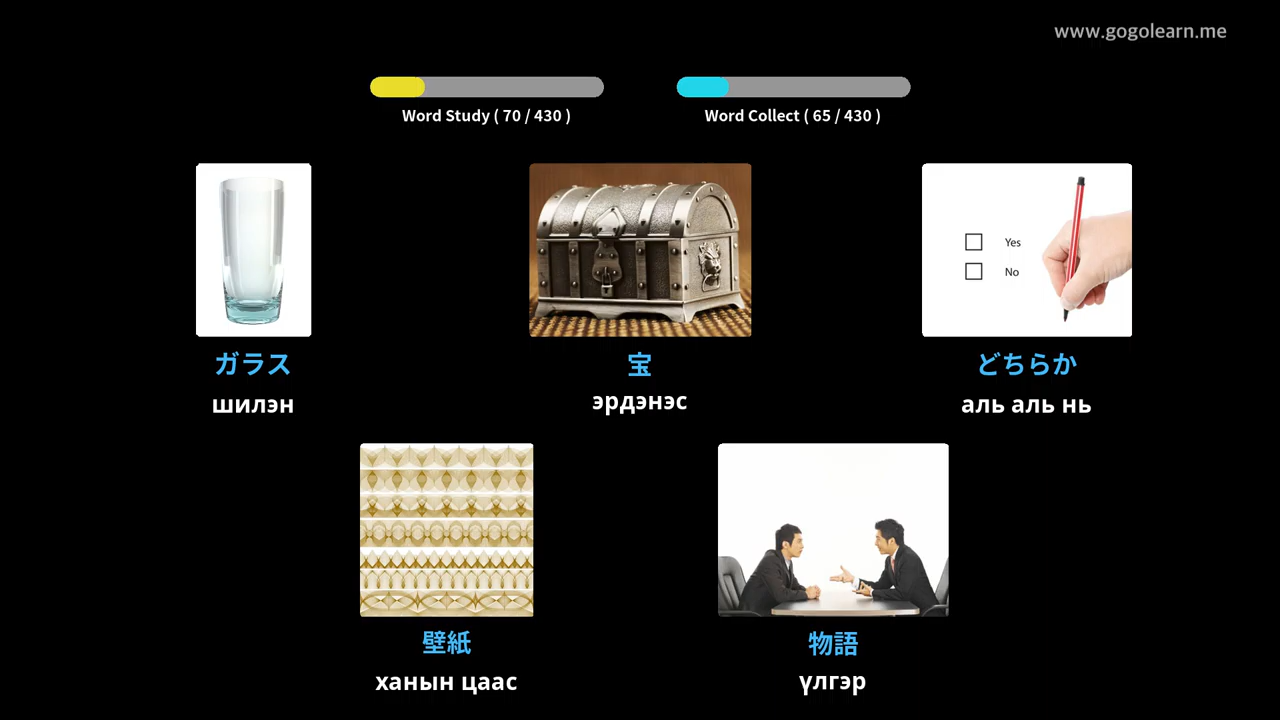 www.gogolearn.me
Word Study ( 70 / 430 )
Word Collect ( 65 / 430 )
Yes
No
ガラス
宝
どちらか
шилэн
эрдэнэс
аль аль нь
壁紙
物語
ханын цаас
үлгэр